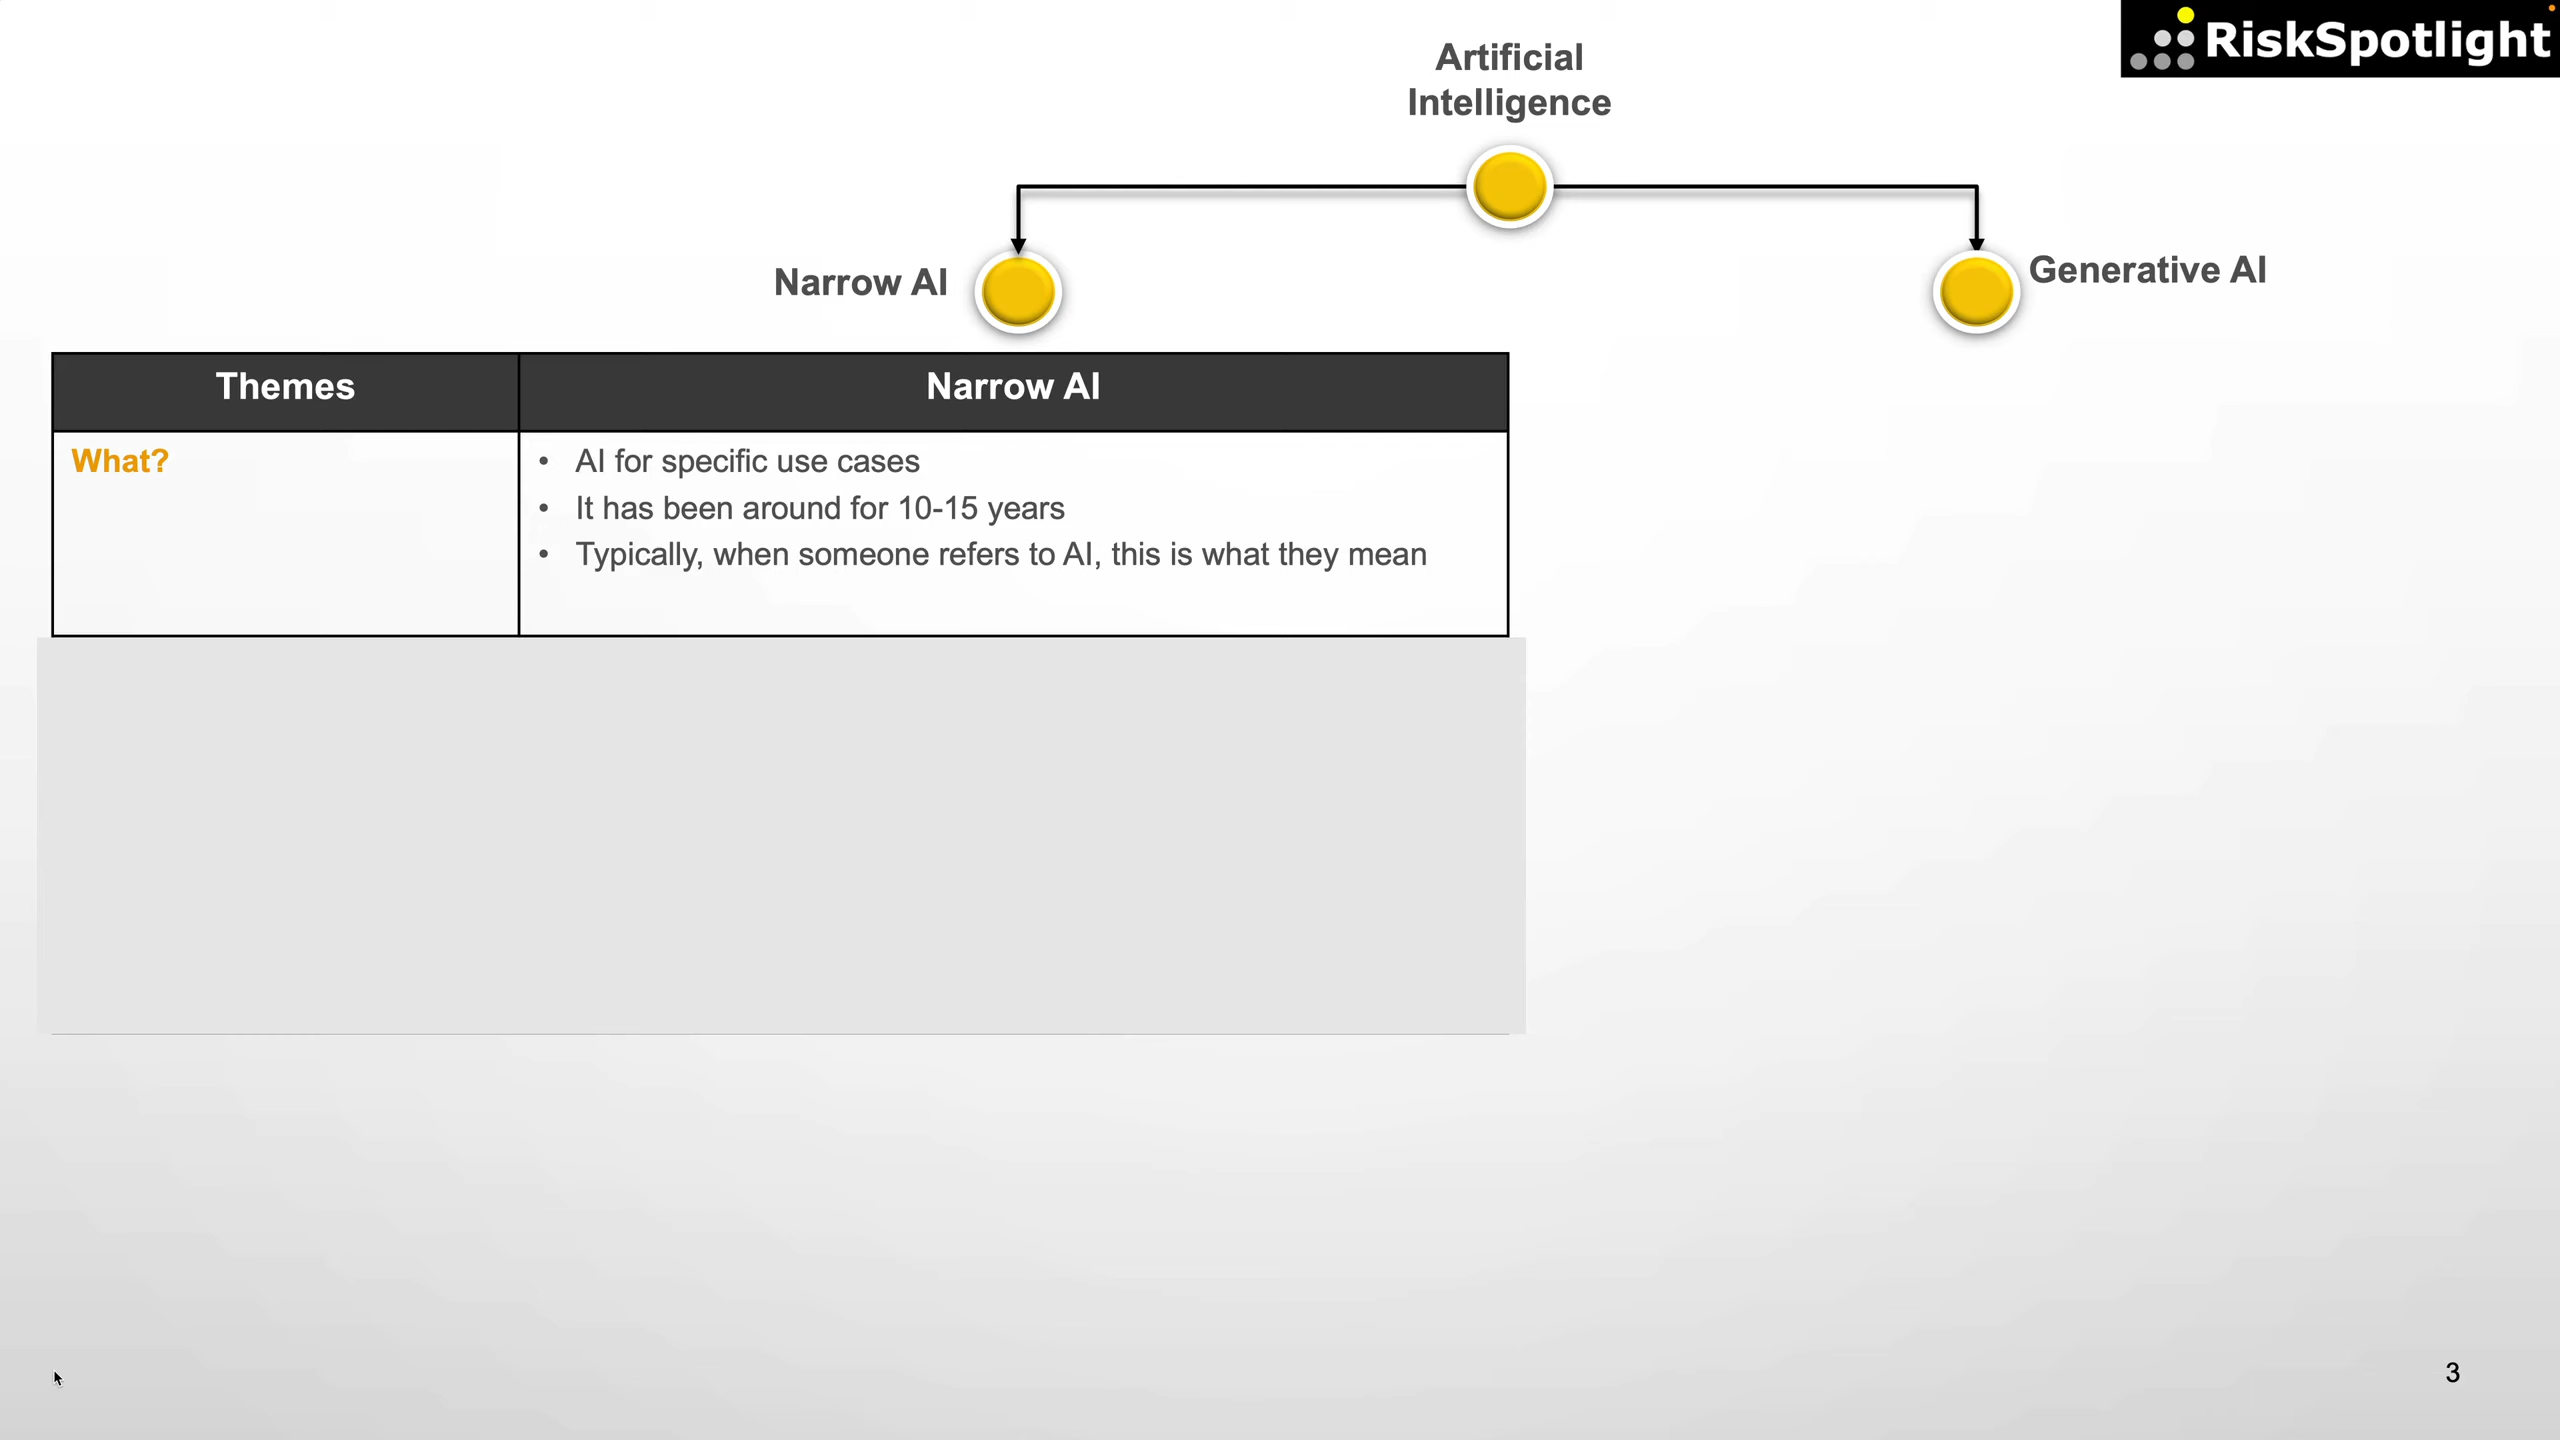 RiskSpotlight
Artificial
Intelligence
Narrow AI
Generative AI
Themes
Narrow AI
What?
• AI for specific use cases
• It has been around for 10-15 years
• Typically, when someone refers to AI, this is what they mean
3